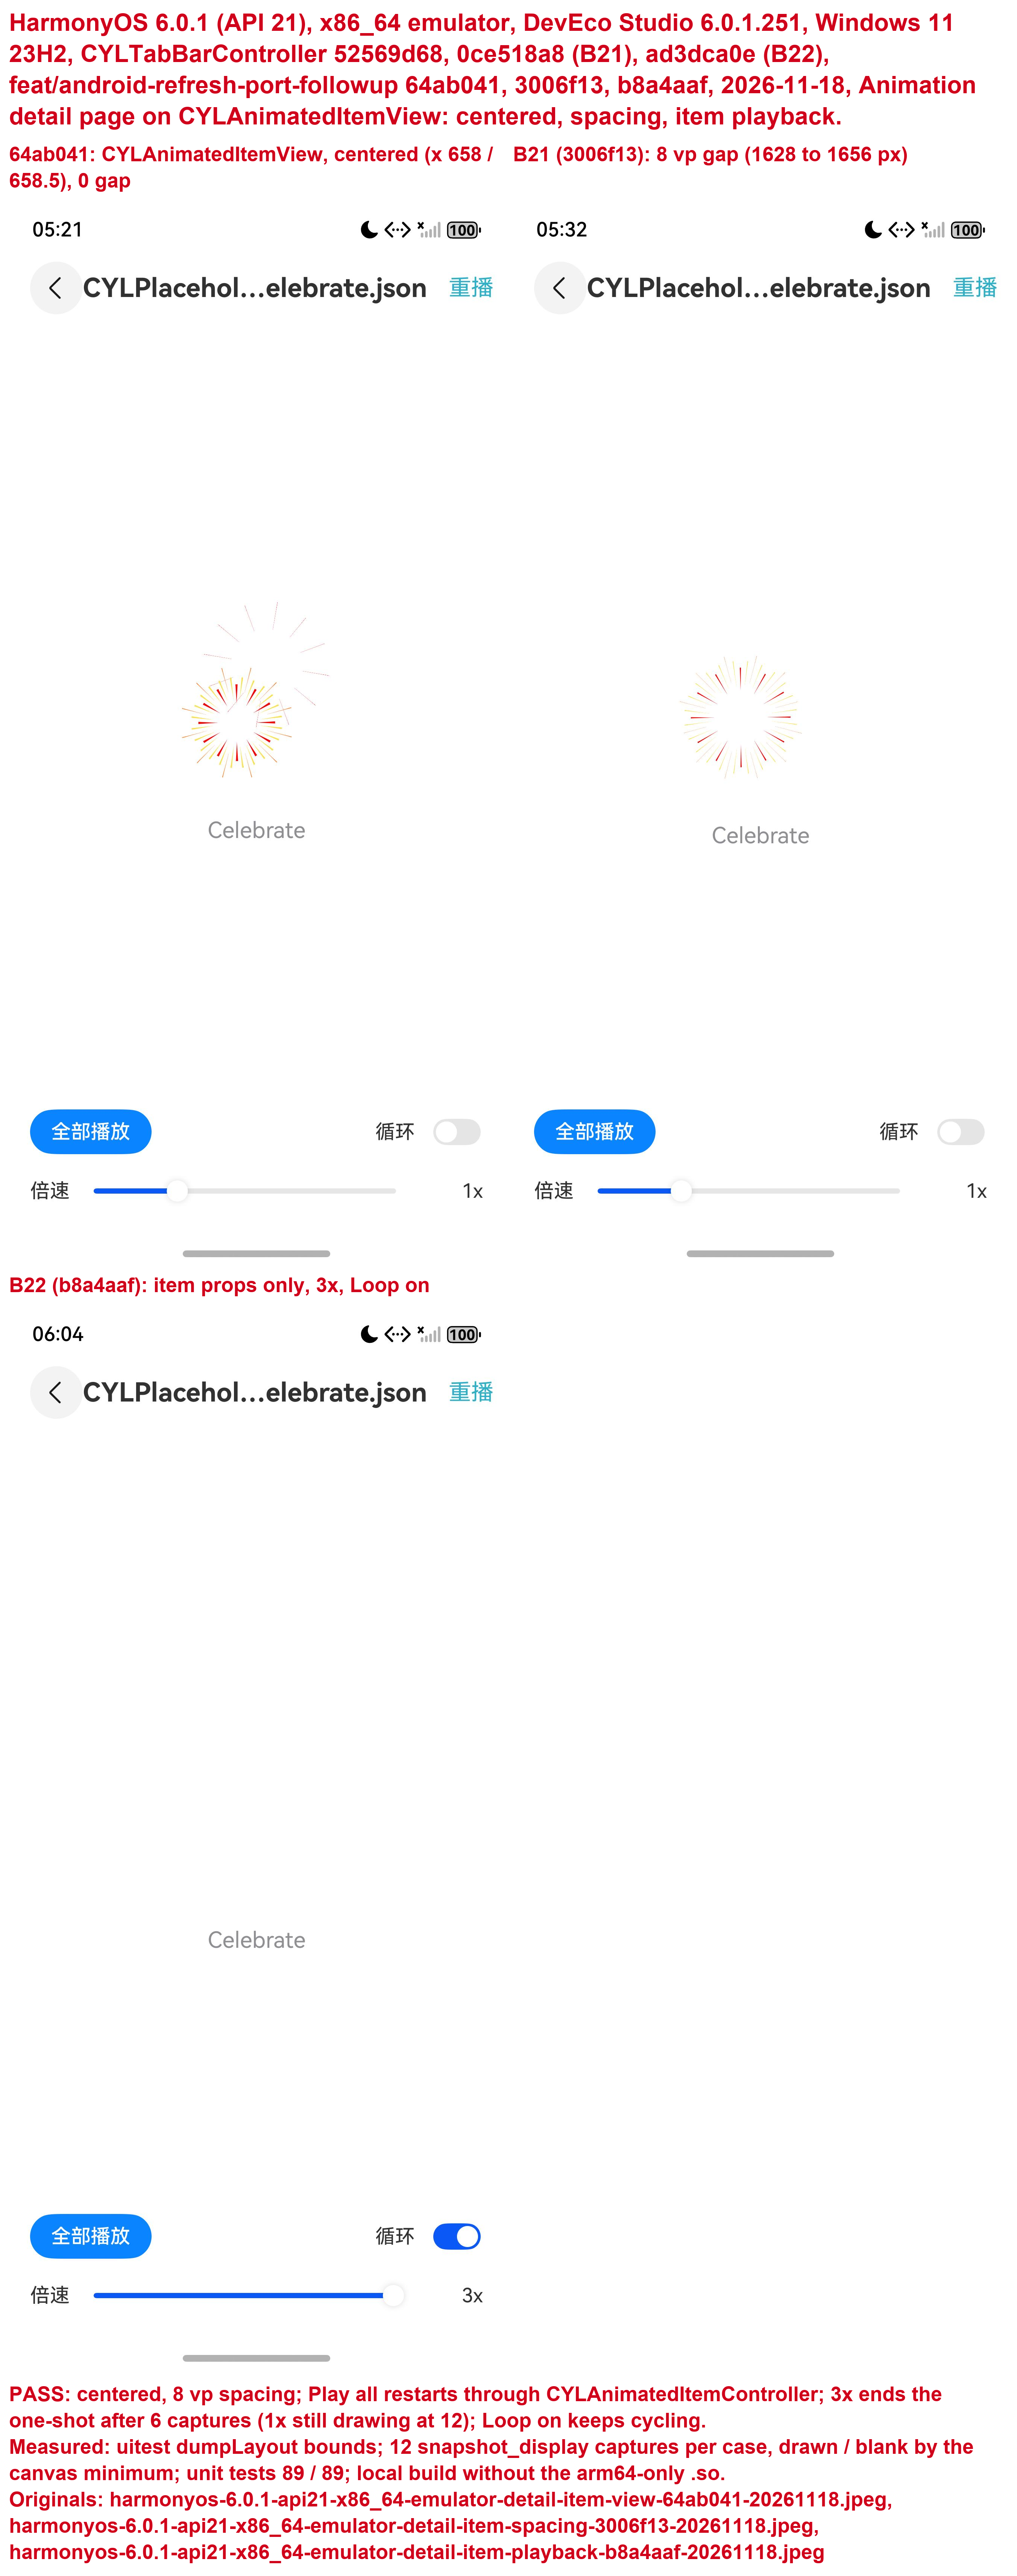 HarmonyOS 6.0.1 (API 21), x86_64 emulator, DevEco Studio 6.0.1.251, Windows 11
23H2, CYLTabBarController 52569d68, 0ce518a8 (B21), ad3dca0e (B22),
feat/android-refresh-port-followup 64ab041, 3006f13, b8a4aaf, 2026-11-18, Animation
detail page on CYLAnimatedItemView: centered, spacing, item playback.
64ab041: CYLAnimatedItemView, centered (x 658 /
658.5), 0 gap
B21 (3006f13): 8 vp gap (1628 to 1656 px)
05:21
100
CYLPlacehol...elebrate.json
重播
Celebrate
全部播放
循环
倍速
1x
05:32
100
CYLPlacehol...elebrate.json
重播
Celebrate
全部播放
循环
倍速
1x
B22 (b8a4aaf): item props only, 3x, Loop on
06:04
100
CYLPlacehol...elebrate.json
重播
Celebrate
全部播放
循环
倍速
3x
PASS: centered, 8 vp spacing; Play all restarts through CYLAnimatedItemController; 3x ends the
one-shot after 6 captures (1x still drawing at 12); Loop on keeps cycling.
Measured: uitest dumpLayout bounds; 12 snapshot_display captures per case, drawn / blank by the
canvas minimum; unit tests 89 / 89; local build without the arm64-only .so.
Originals: harmonyos-6.0.1-api21-x86_64-emulator-detail-item-view-64ab041-20261118.jpeg,
harmonyos-6.0.1-api21-x86_64-emulator-detail-item-spacing-3006f13-20261118.jpeg,
harmonyos-6.0.1-api21-x86_64-emulator-detail-item-playback-b8a4aaf-20261118.jpeg